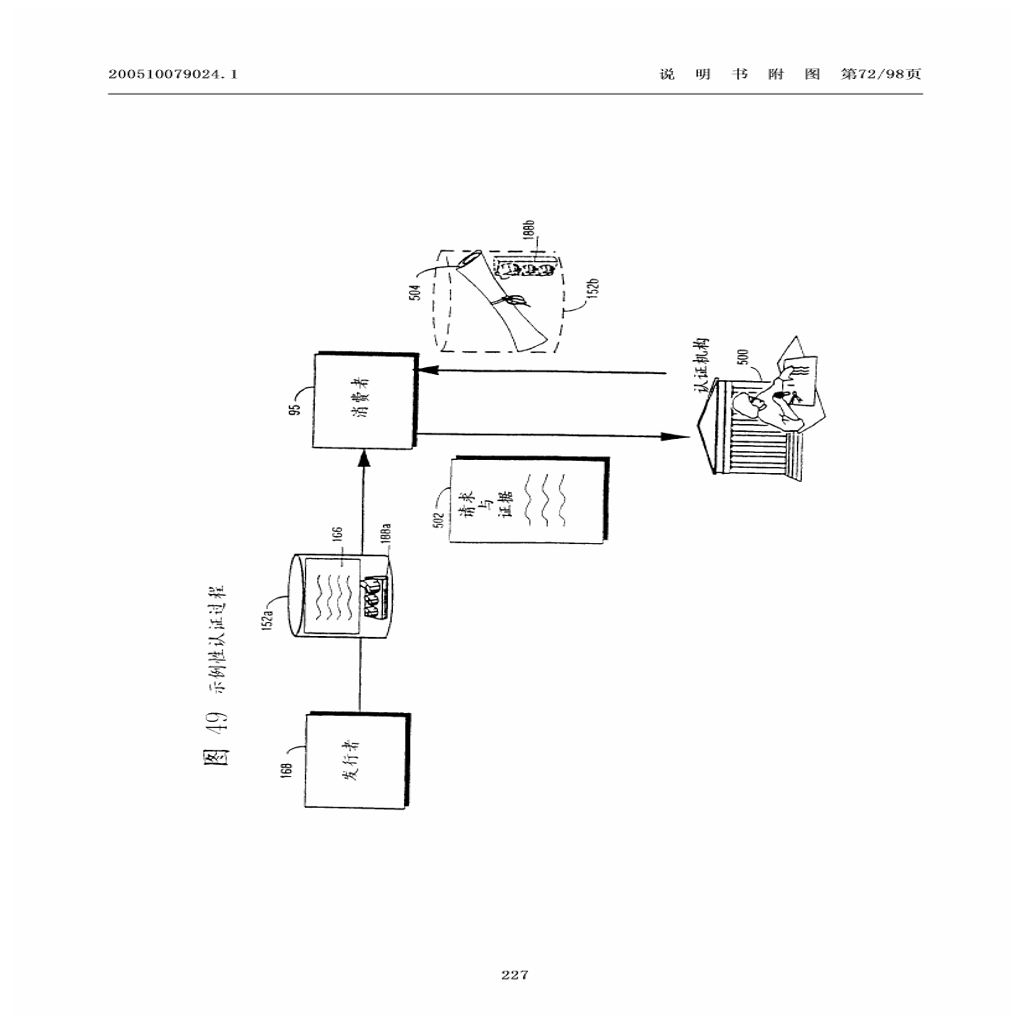 200510079024.1
说 明 书 附 图 第72/98页
图 49 示例性认证过程
168
发行者
152a
166
188a
95
消费者
502
请求
与
证据
504
188b
152b
认证机构
500
227